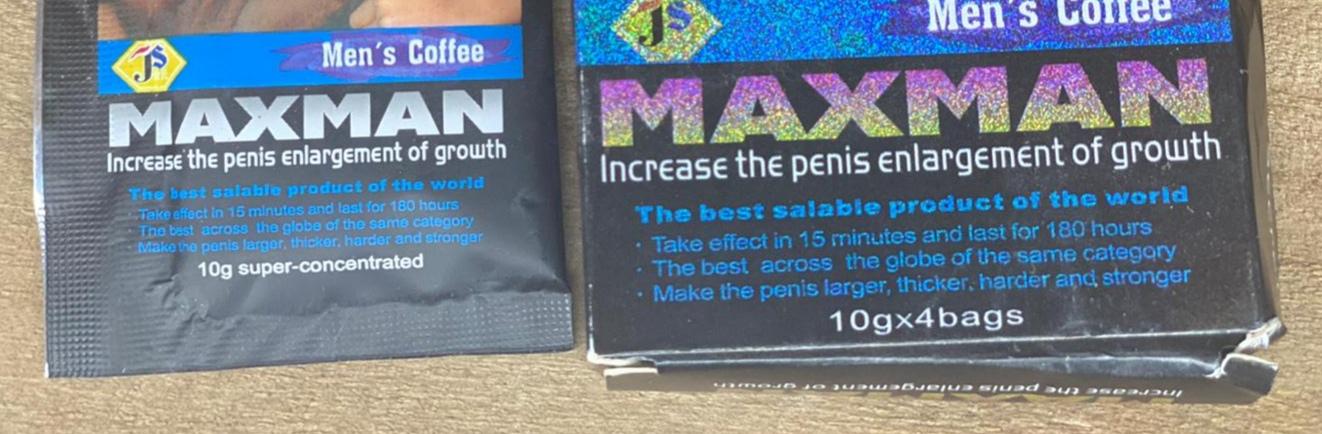 JS
Men's Coffee
MAXMAN
Increase the penis enlargement of growth
The best salable product of the world
· Take effect in 15 minutes and last for 180 hours
The best across the globe of the same category
Make the penis larger, thicker, harder and stronger
10g super-concentrated
JS
Men's Coffee
MAXMAN
Increase the penis enlargement of growth
The best salable product of the world
· Take effect in 15 minutes and last for 180 hours
· The best across the globe of the same category
· Make the penis larger, thicker, harder and stronger
10gx4bags
Increase the penis enlargement of growth